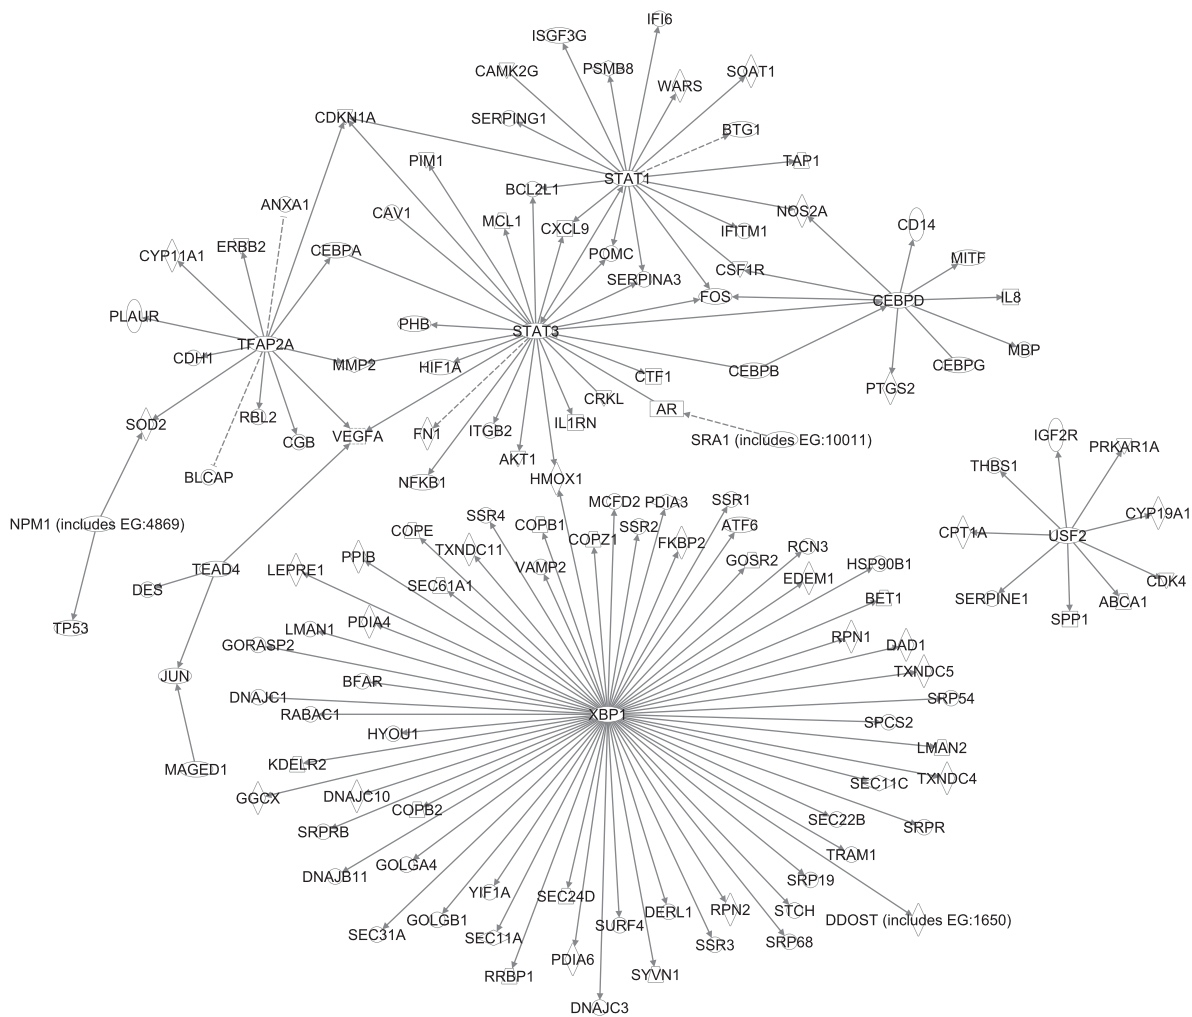 IFI6
ISGF3G
PSMB8
CAMK2G
SOAT1
WARS
CDKN1A
SERPING1
BTG1
PIM1
TAP1
STAT1
BCL2L1
ANXA1
CAV1
MCL1
CXCL9
NOS2A
CD14
IFITM1
ERBB2
CEBPA
CYP11A1
POMC
MITF
CSF1R
SERPINA3
FOS
CEBPD
IL8
PLAUR
PHB
STAT3
TFAP2A
MBP
CDH1
MMP2
HIF1A
CEBPB
CEBPG
CTF1
PTGS2
CRKL
AR
SOD2
RBL2
CGB
VEGFA
FN1
ITGB2
IL1RN
SRA1 (includes EG:10011)
IGF2R
PRKAR1A
AKT1
THBS1
BLCAP
NFKB1
HMOX1
NPM1 (includes EG:4869)
MCFD2
PDIA3
SSR1
SSR4
CYP19A1
COPE
COPB1
SSR2
ATF6
CPT1A
USF2
COPZ1
FKBP2
TXNDC11
RCN3
PPIB
GOSR2
TEAD4
LEPRE1
VAMP2
HSP90B1
EDEM1
CDK4
DES
SEC61A1
SERPINE1
BET1
ABCA1
SPP1
TP53
PDIA4
LMAN1
RPN1
GORASP2
DAD1
JUN
TXNDC5
BFAR
DNAJC1
SRP54
RABAC1
XBP1
SPCS2
HYOU1
LMAN2
KDELR2
MAGED1
TXNDC4
SEC11C
GGCX
DNAJC10
COPB2
SEC22B
SRPR
SRPRB
TRAM1
GOLGA4
DNAJB11
SRP19
YIF1A
SEC24D
RPN2
STCH
DERL1
GOLGB1
DDOST (includes EG:1650)
SURF4
SEC31A
SEC11A
SSR3
SRP68
PDIA6
RRBP1
SYVN1
DNAJC3